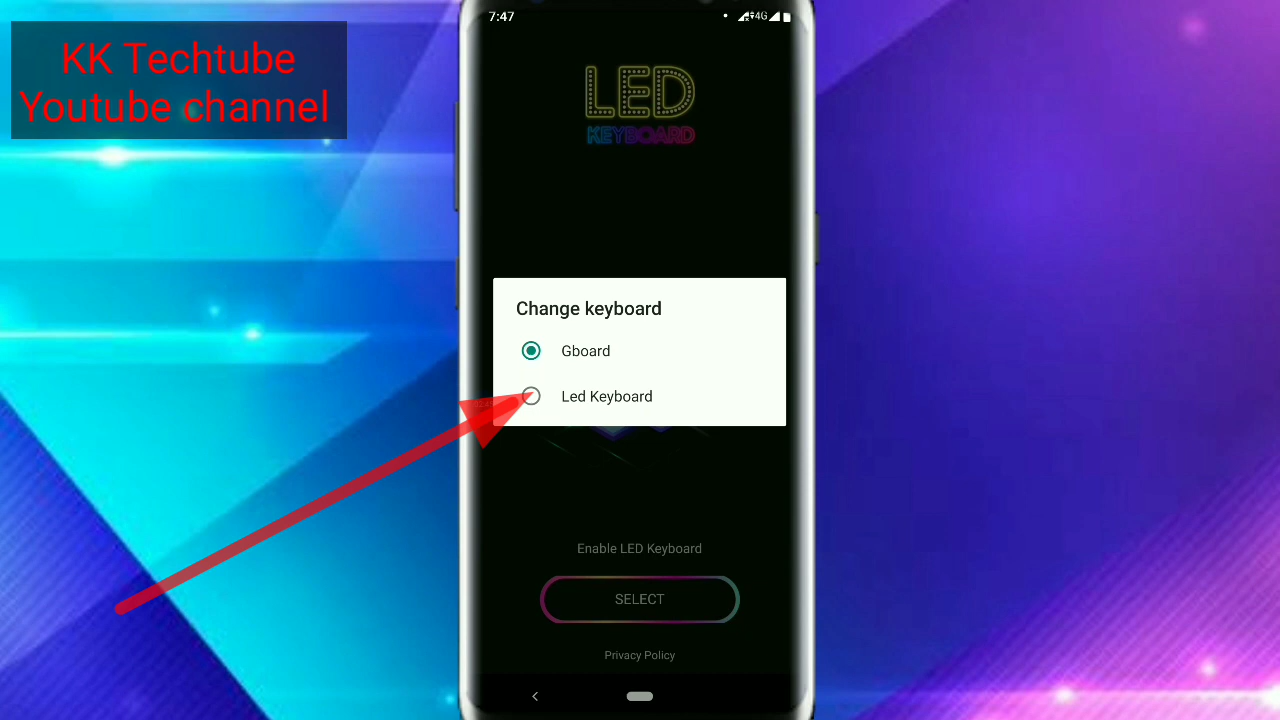 KK Techtube
Youtube channel
7:47
4G
LED
KEYBOARD
Change keyboard
Gboard
Led Keyboard
Enable LED Keyboard
SELECT
Privacy Policy